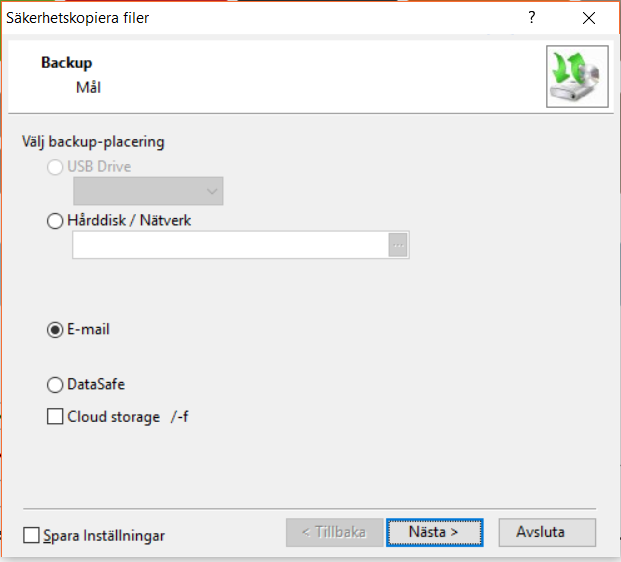 Säkerhetskopiera filer
Backup
Mål
Välj backup-placering
USB Drive
Hårddisk / Nätverk
...
E-mail
DataSafe
Cloud storage /-f
Spara Inställningar
< Tillbaka
Nästa >
Avsluta